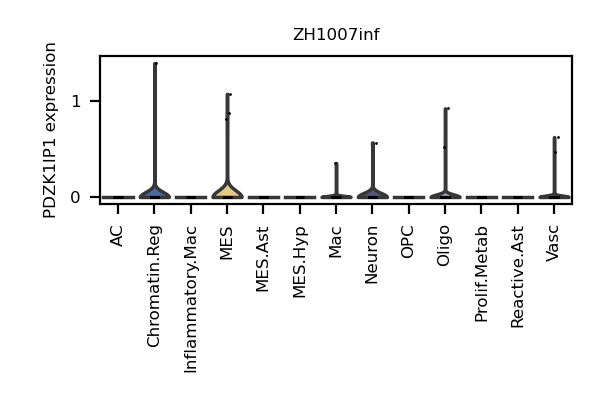 ZH1007inf
PDZK1IP1 expression
1
0
AC
Chromatin.Reg
Inflammatory.Mac
MES
MES.Ast
MES.Hyp
Mac
Neuron
OPC
Oligo
Prolif.Metab
Reactive.Ast
Vasc